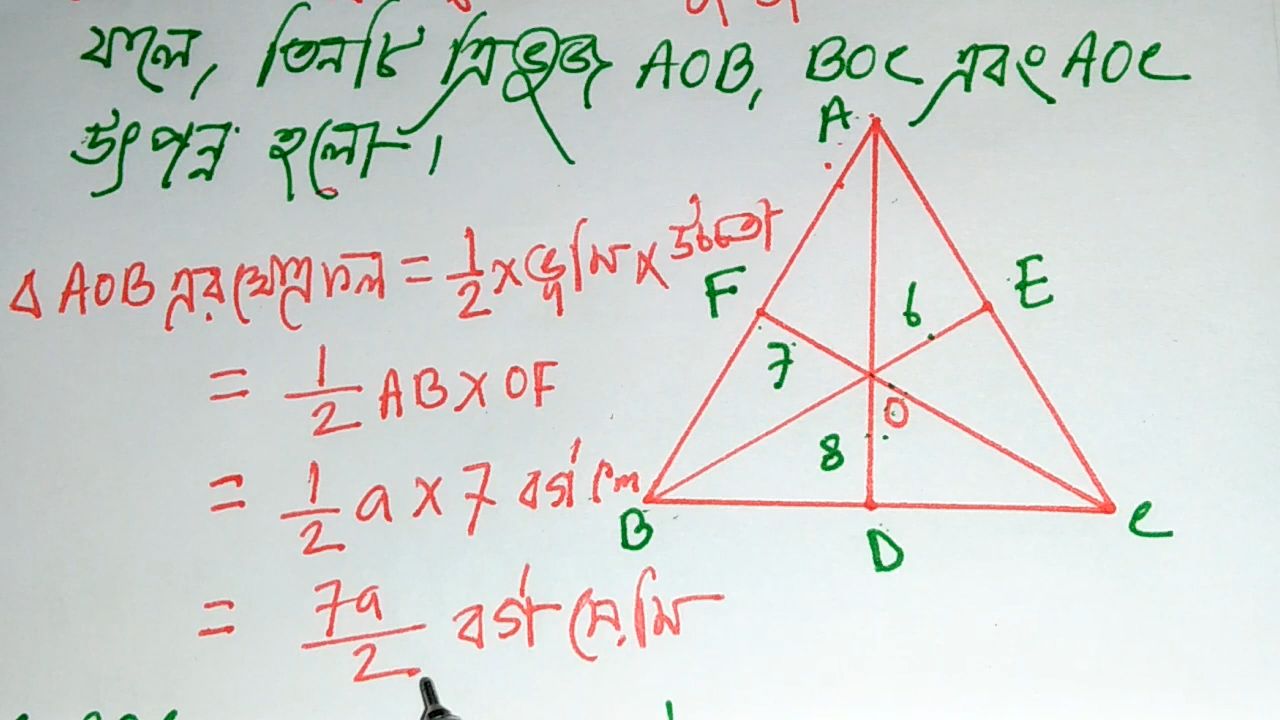 ফলে, তিনটি ত্রিভুজ AOB, BOC এবং AOC
উৎপন্ন হলো।
Δ AOB এর ক্ষেত্রফল = 1/2 × ভূমি × উচ্চতা
= 1/2 AB × OF
= 1/2 a × 7 বর্গ cm
= 7a/2 বর্গ সে.মি
A
F
E
6
7
O
8
B
D
C